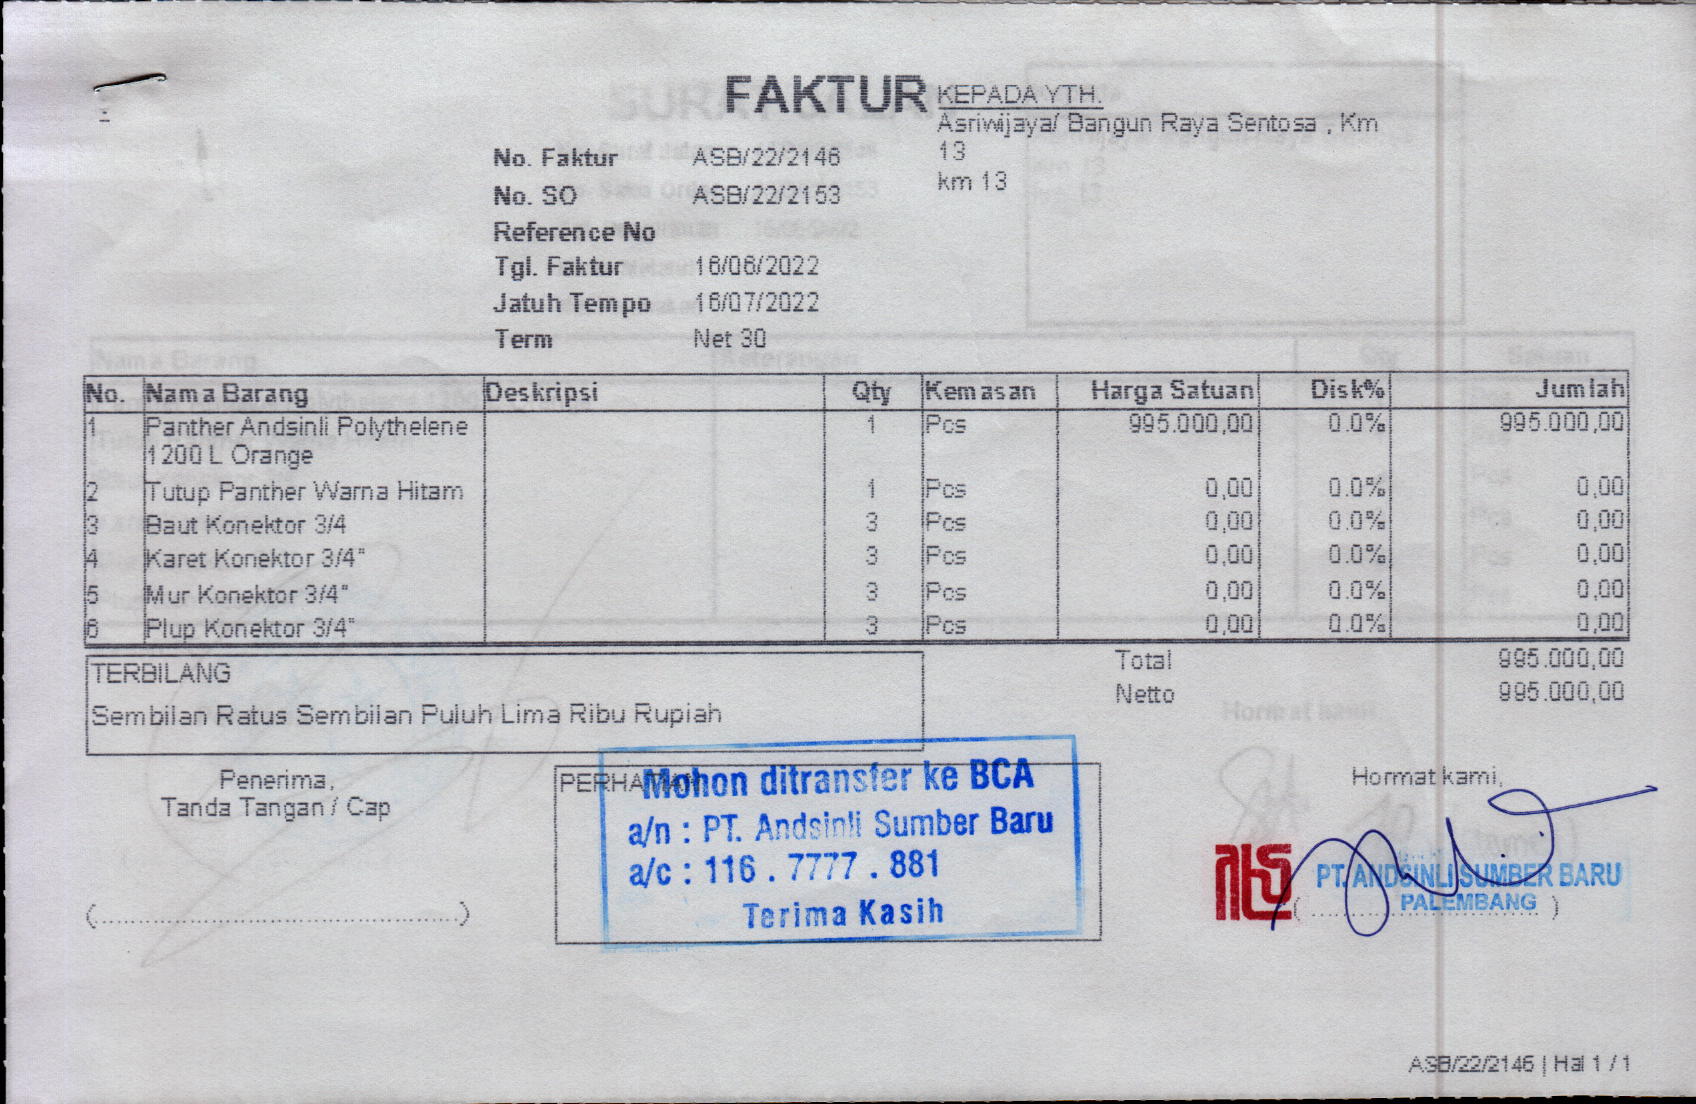 FAKTUR
KEPADA YTH.
Asriwijaya/ Bangun Raya Sentosa , Km
13
km 13
No. Faktur ASB/22/2146
No. SO ASB/22/2153
Reference No
Tgl. Faktur 16/06/2022
Jatuh Tempo 16/07/2022
Term Net 30
No. Nama Barang Deskripsi Qty Kemasan Harga Satuan Disk% Jumlah
1 Panther Andsinli Polythelene 1 Pcs 995.000,00 0.0% 995.000,00
1200 L Orange
2 Tutup Panther Warna Hitam 1 Pcs 0,00 0.0% 0,00
3 Baut Konektor 3/4 3 Pcs 0,00 0.0% 0,00
4 Karet Konektor 3/4" 3 Pcs 0,00 0.0% 0,00
5 Mur Konektor 3/4" 3 Pcs 0,00 0.0% 0,00
6 Plup Konektor 3/4" 3 Pcs 0,00 0.0% 0,00
Total 995.000,00
Netto 995.000,00
TERBILANG
Sembilan Ratus Sembilan Puluh Lima Ribu Rupiah
Penerima,
Tanda Tangan / Cap
(..........................................)
Mohon ditransfer ke BCA
a/n : PT. Andsinli Sumber Baru
a/c : 116 . 7777 . 881
Terima Kasih
Hormat kami,
PT. ANDSINLI SUMBER BARU
PALEMBANG
ASB/22/2146 | Hal 1 / 1